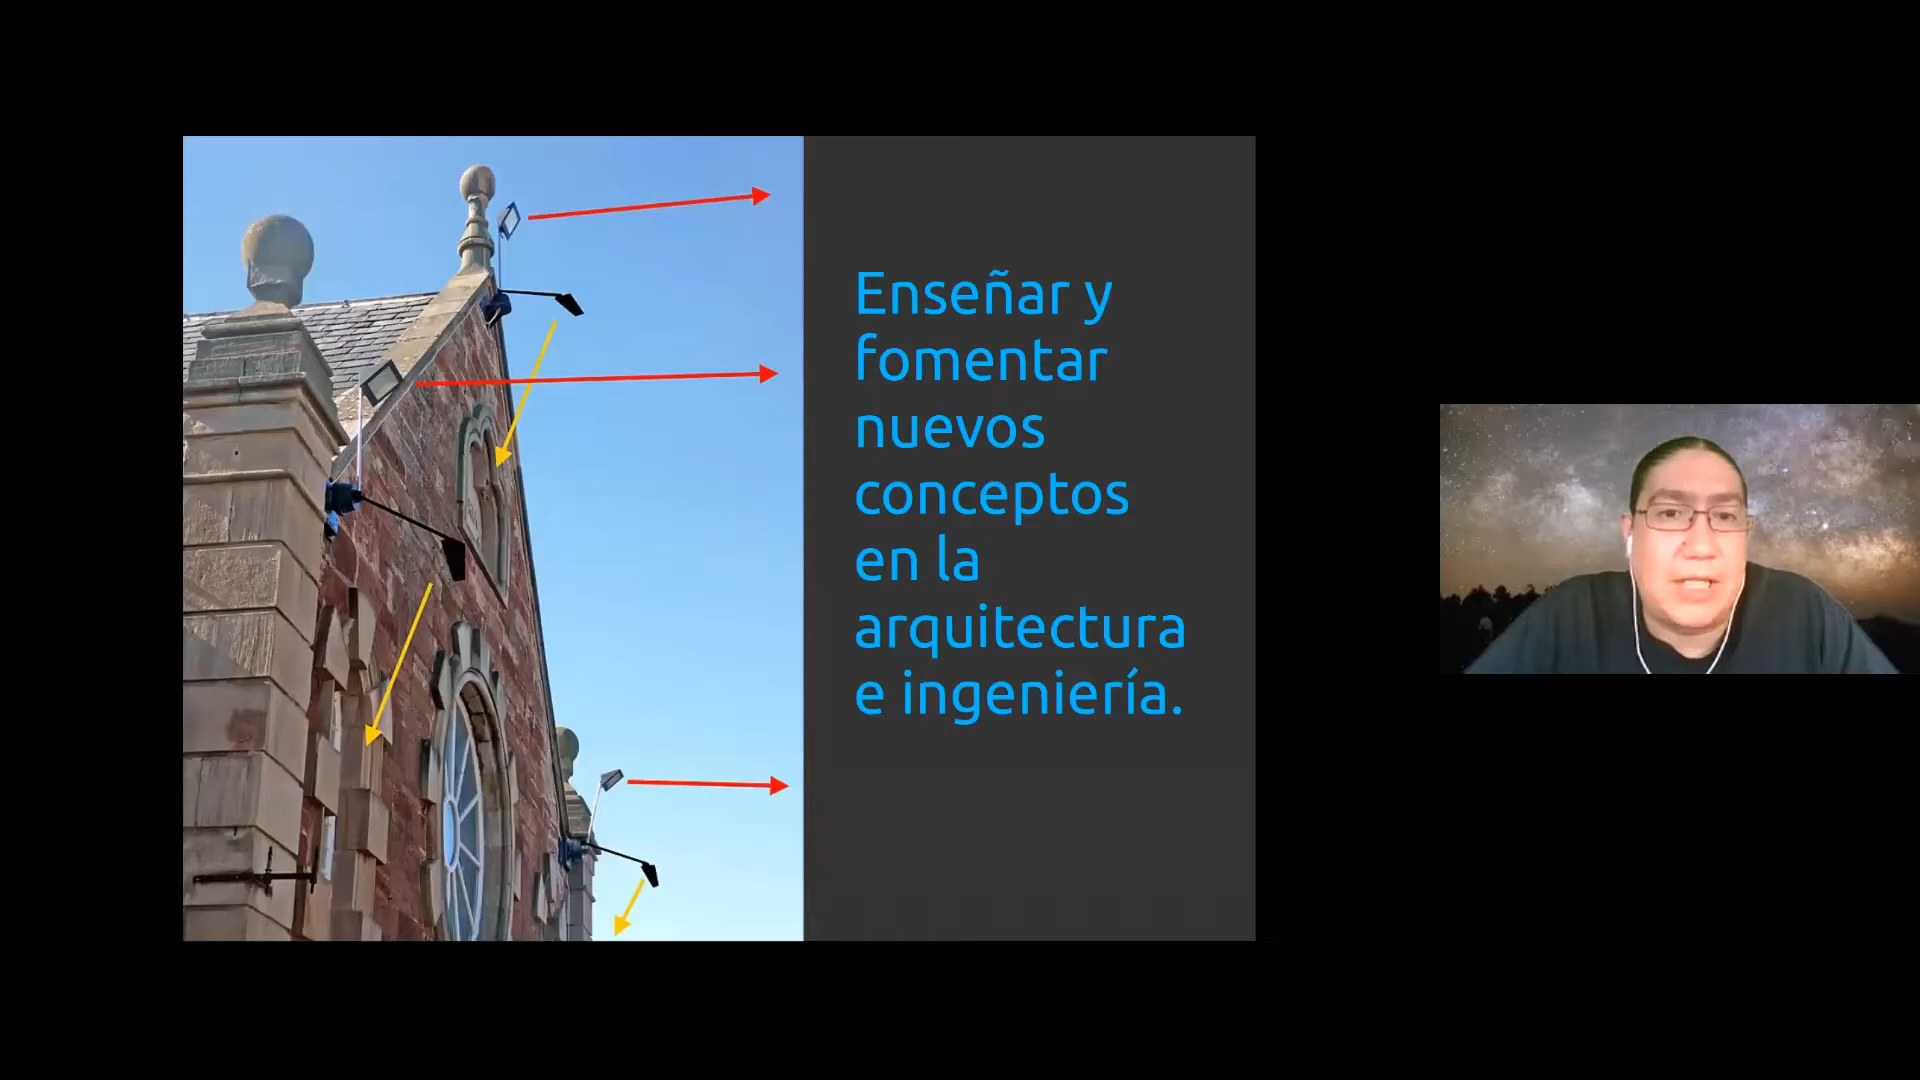 Enseñar y
fomentar
nuevos
conceptos
en la
arquitectura
e ingeniería.